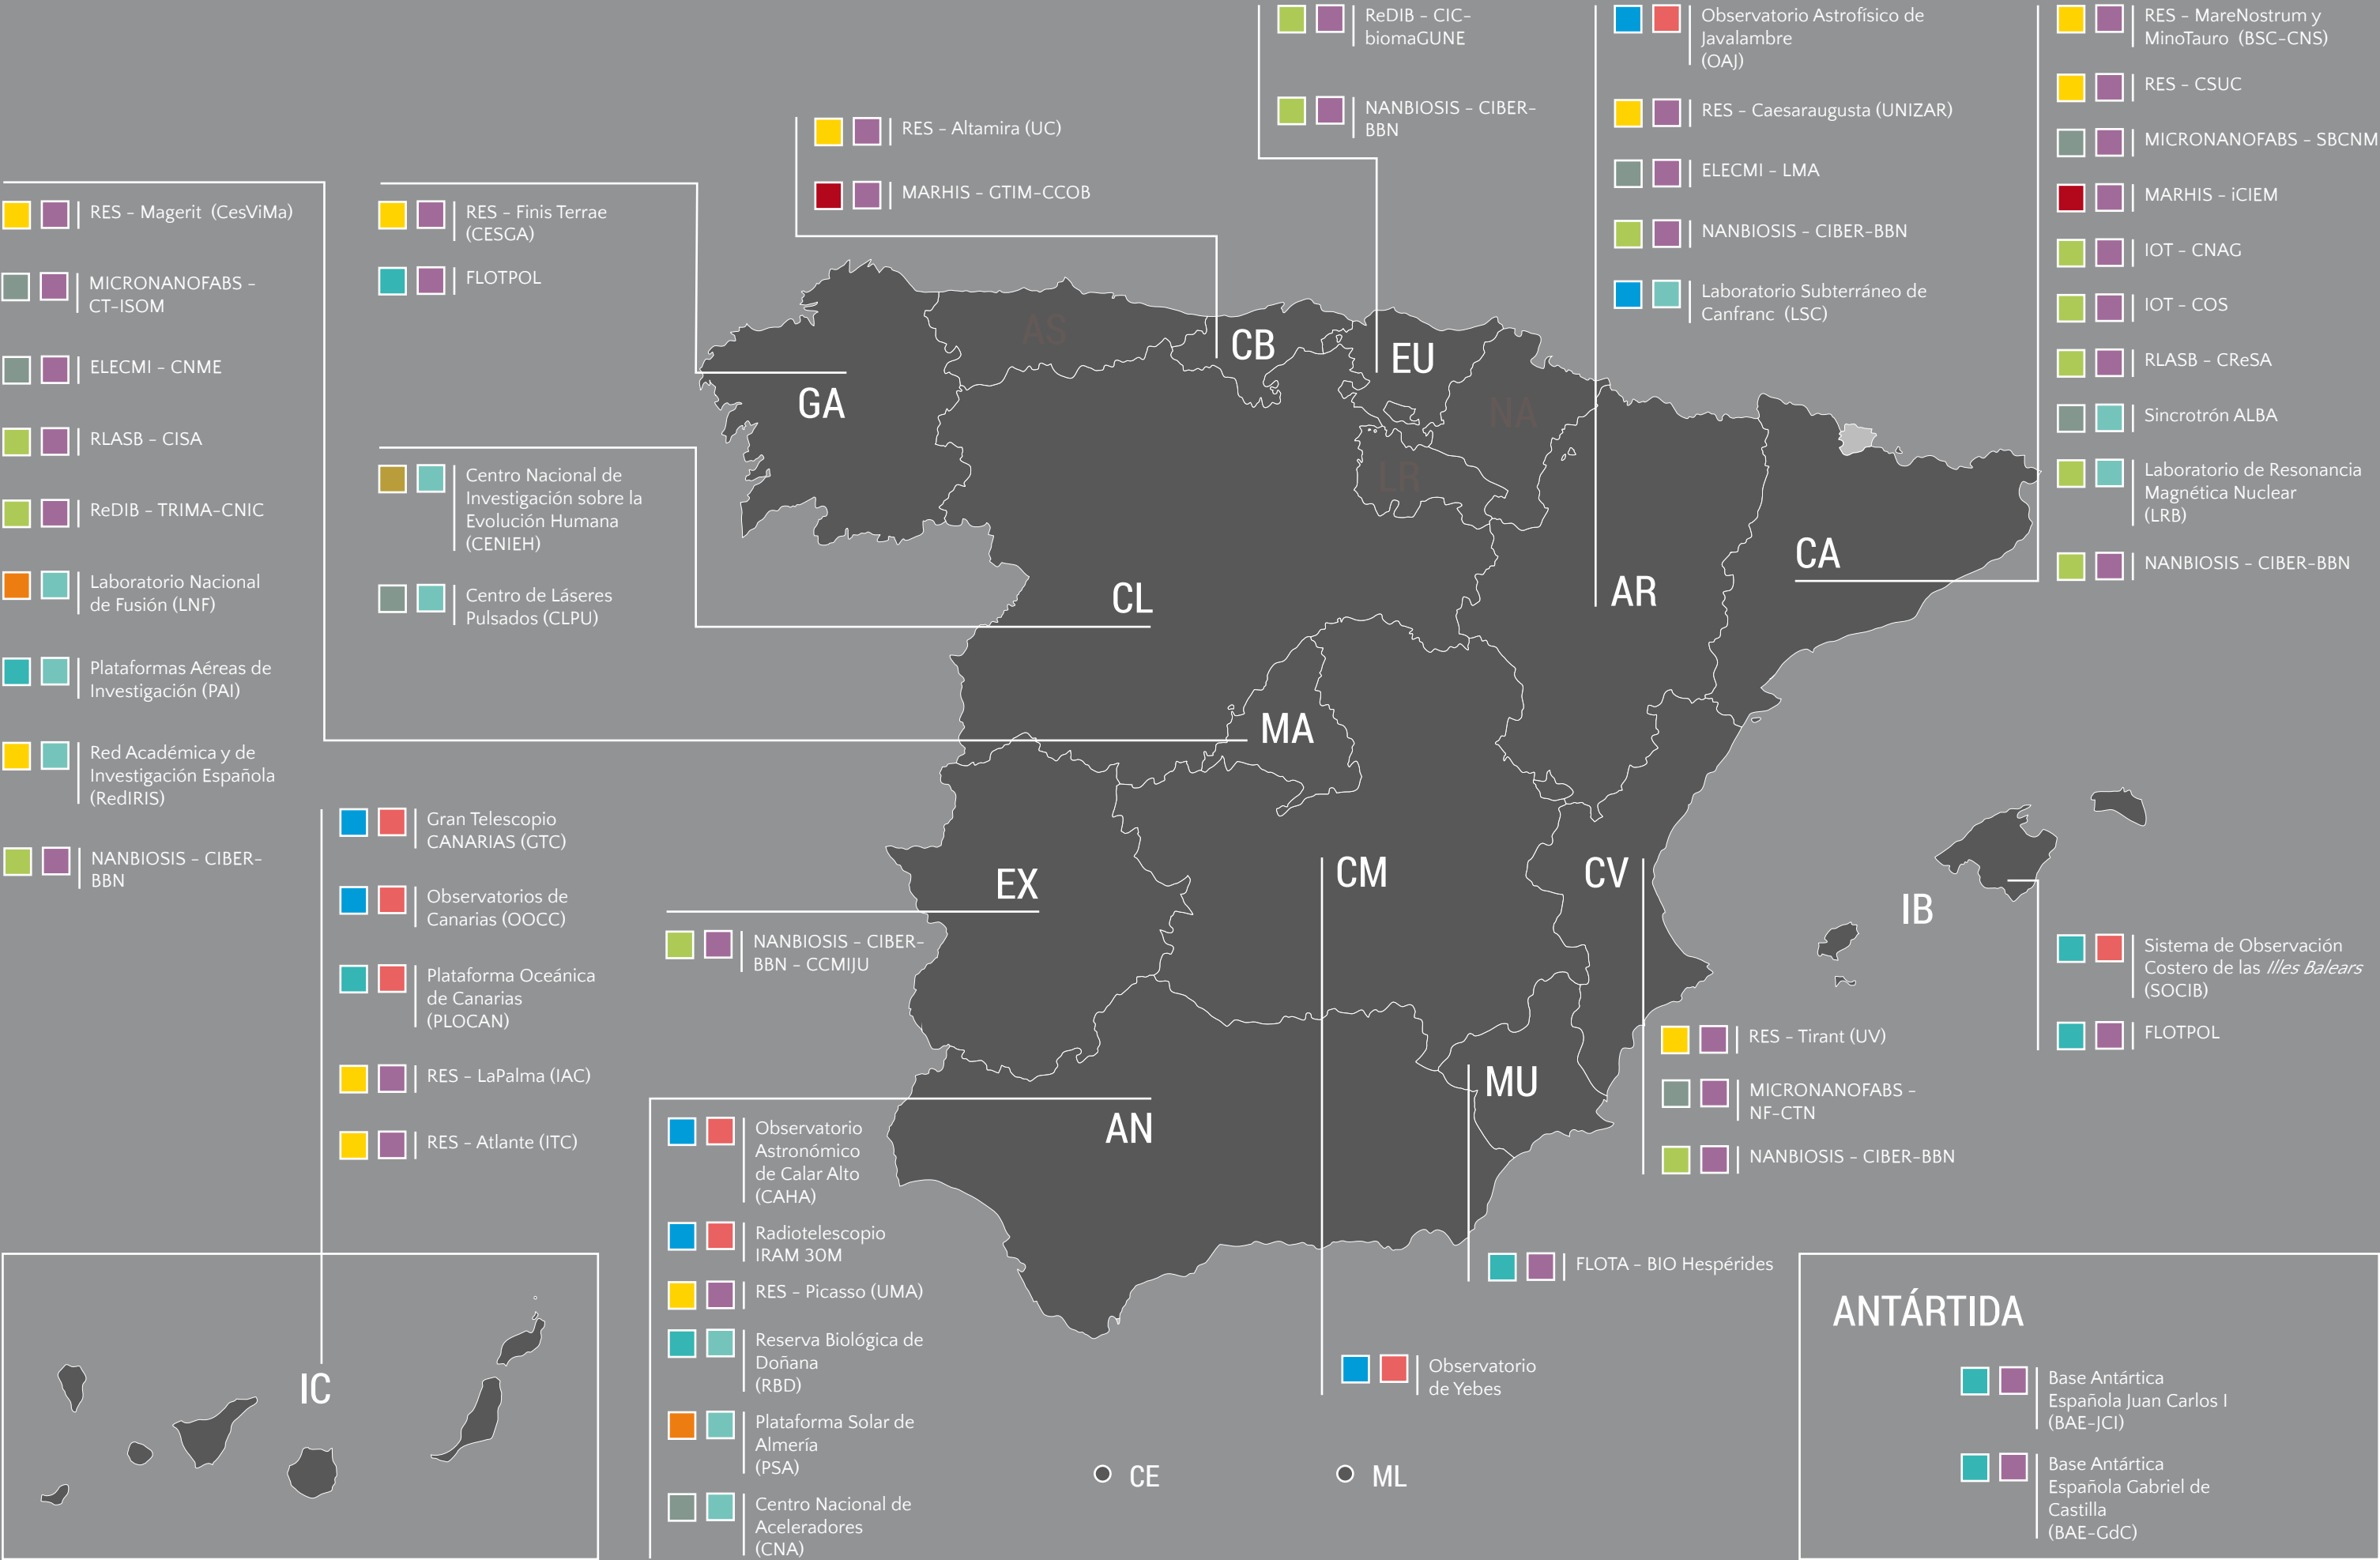 ReDIB - CIC-
biomaGUNE
NANBIOSIS - CIBER-
BBN
Observatorio Astrofísico de
Javalambre
(OAJ)
RES - Caesaraugusta (UNIZAR)
ELECMI - LMA
NANBIOSIS - CIBER-BBN
Laboratorio Subterráneo de
Canfranc (LSC)
RES - MareNostrum y
MinoTauro (BSC-CNS)
RES - CSUC
MICRONANOFABS - SBCNM
MARHIS - iCIEM
IOT - CNAG
IOT - COS
RLASB - CReSA
Sincrotrón ALBA
Laboratorio de Resonancia
Magnética Nuclear
(LRB)
NANBIOSIS - CIBER-BBN
RES - Altamira (UC)
MARHIS - GTIM-CCOB
RES - Magerit (CesViMa)
MICRONANOFABS -
CT-ISOM
ELECMI - CNME
RLASB - CISA
ReDIB - TRIMA-CNIC
Laboratorio Nacional
de Fusión (LNF)
Plataformas Aéreas de
Investigación (PAI)
Red Académica y de
Investigación Española
(RedIRIS)
NANBIOSIS - CIBER-
BBN
RES - Finis Terrae
(CESGA)
FLOTPOL
Centro Nacional de
Investigación sobre la
Evolución Humana
(CENIEH)
Centro de Láseres
Pulsados (CLPU)
AS
CB
EU
NA
GA
LR
CL
AR
CA
MA
EX
CM
CV
IB
MU
AN
Gran Telescopio
CANARIAS (GTC)
Observatorios de
Canarias (OOCC)
Plataforma Oceánica
de Canarias
(PLOCAN)
RES - LaPalma (IAC)
RES - Atlante (ITC)
NANBIOSIS - CIBER-
BBN - CCMIJU
Sistema de Observación
Costero de las Illes Balears
(SOCIB)
FLOTPOL
RES - Tirant (UV)
MICRONANOFABS -
NF-CTN
NANBIOSIS - CIBER-BBN
Observatorio
Astronómico
de Calar Alto
(CAHA)
Radiotelescopio
IRAM 30M
RES - Picasso (UMA)
Reserva Biológica de
Doñana
(RBD)
Plataforma Solar de
Almería
(PSA)
Centro Nacional de
Aceleradores
(CNA)
FLOTA - BIO Hespérides
Observatorio
de Yebes
IC
CE
ML
ANTÁRTIDA
Base Antártica
Española Juan Carlos I
(BAE-JCI)
Base Antártica
Española Gabriel de
Castilla
(BAE-GdC)